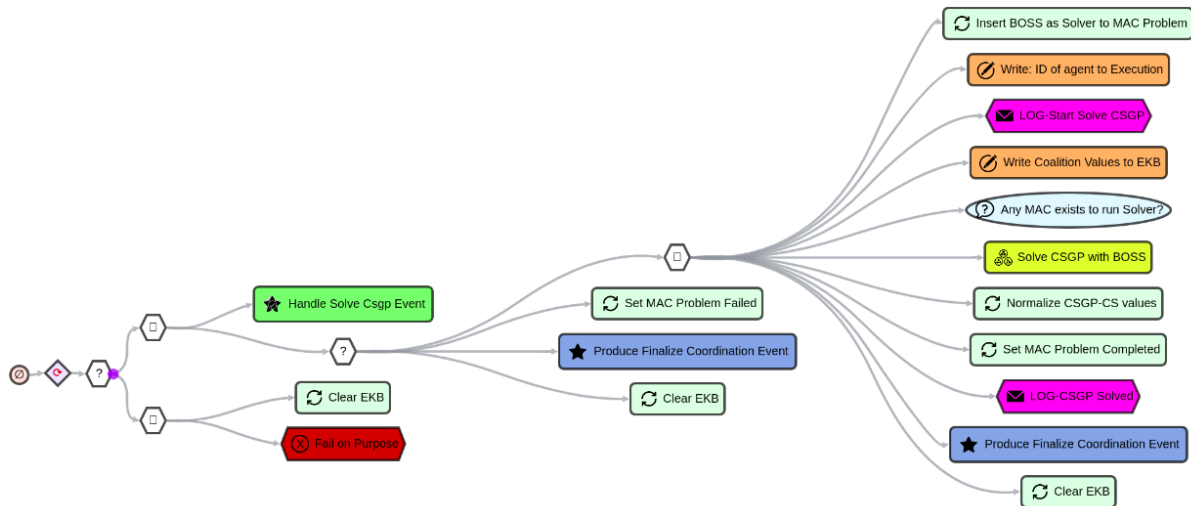 Insert BOSS as Solver to MAC Problem
Write: ID of agent to Execution
LOG-Start Solve CSGP
Write Coalition Values to EKB
? Any MAC exists to run Solver?
Solve CSGP with BOSS
Handle Solve Csgp Event
Set MAC Problem Failed
Normalize CSGP-CS values
?
Produce Finalize Coordination Event
Set MAC Problem Completed
∅
?
Clear EKB
Clear EKB
LOG-CSGP Solved
X Fail on Purpose
Produce Finalize Coordination Event
Clear EKB